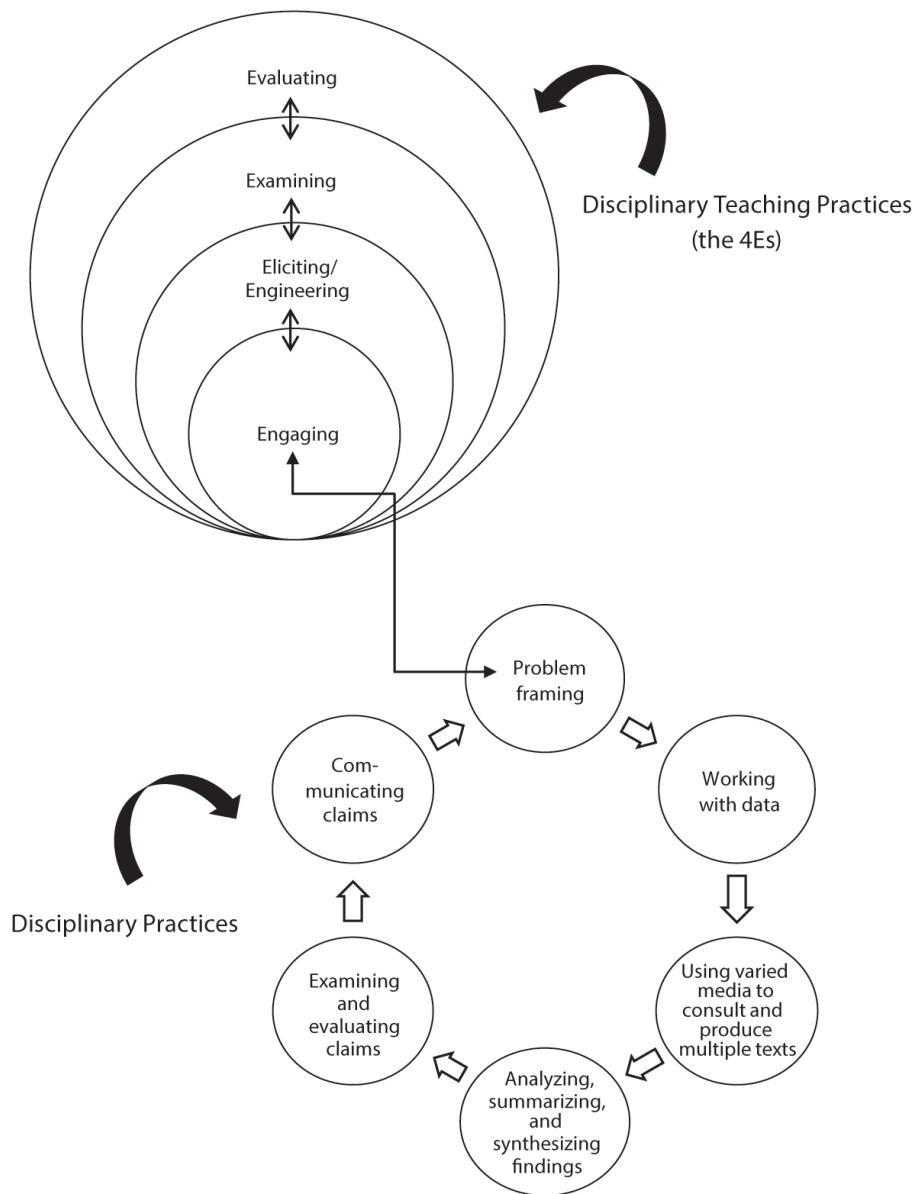 Evaluating
Examining
Eliciting/
Engineering
Engaging
Disciplinary Teaching Practices
(the 4Es)
Problem
framing
Working
with data
Using varied
media to
consult and
produce
multiple texts
Analyzing,
summarizing,
and
synthesizing
findings
Examining
and
evaluating
claims
Com-
municating
claims
Disciplinary Practices